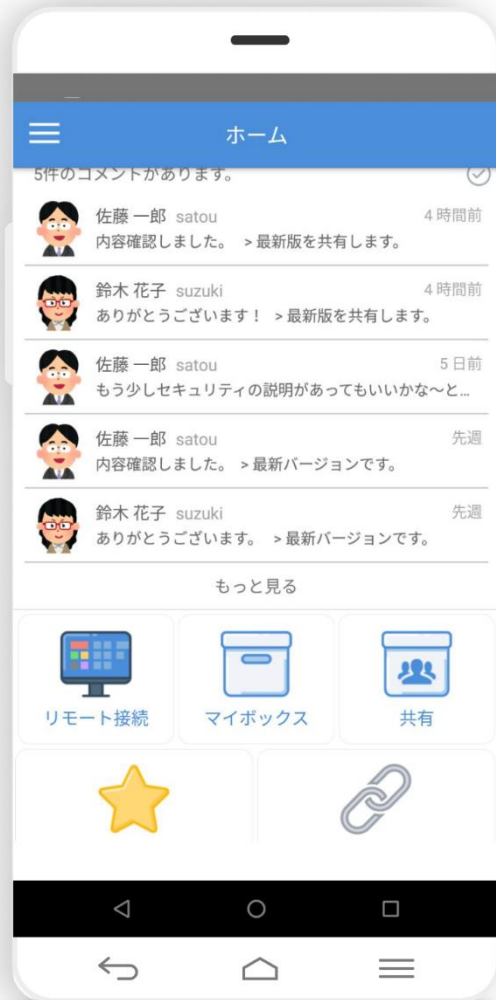 ホーム
5件のコメントがあります。
佐藤 一郎 satou 4 時間前
内容確認しました。 > 最新版を共有します。
鈴木 花子 suzuki 4 時間前
ありがとうございます！ > 最新版を共有します。
佐藤 一郎 satou 5 日前
もう少しセキュリティの説明があってもいいかな〜と...
佐藤 一郎 satou 先週
内容確認しました。 > 最新バージョンです。
鈴木 花子 suzuki 先週
ありがとうございます。 > 最新バージョンです。
もっと見る
リモート接続 マイボックス 共有